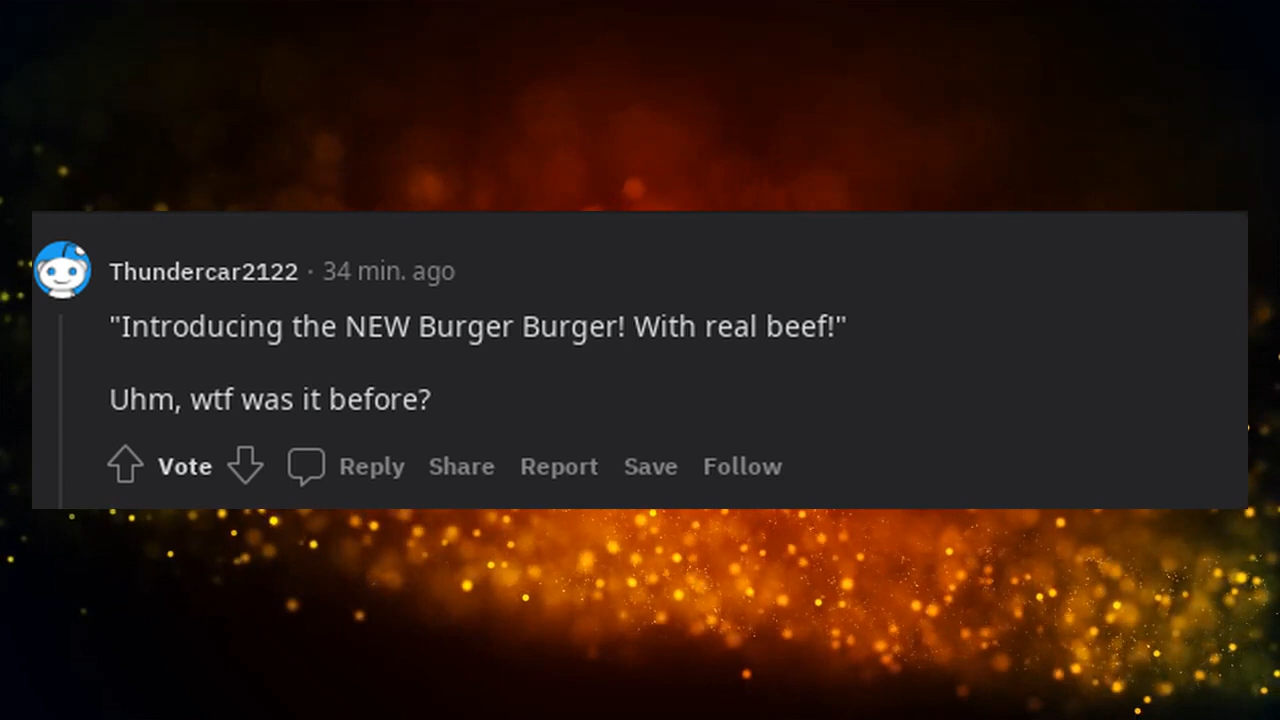 Thundercar2122 · 34 min. ago
"Introducing the NEW Burger Burger! With real beef!"
Uhm, wtf was it before?
Vote Reply Share Report Save Follow